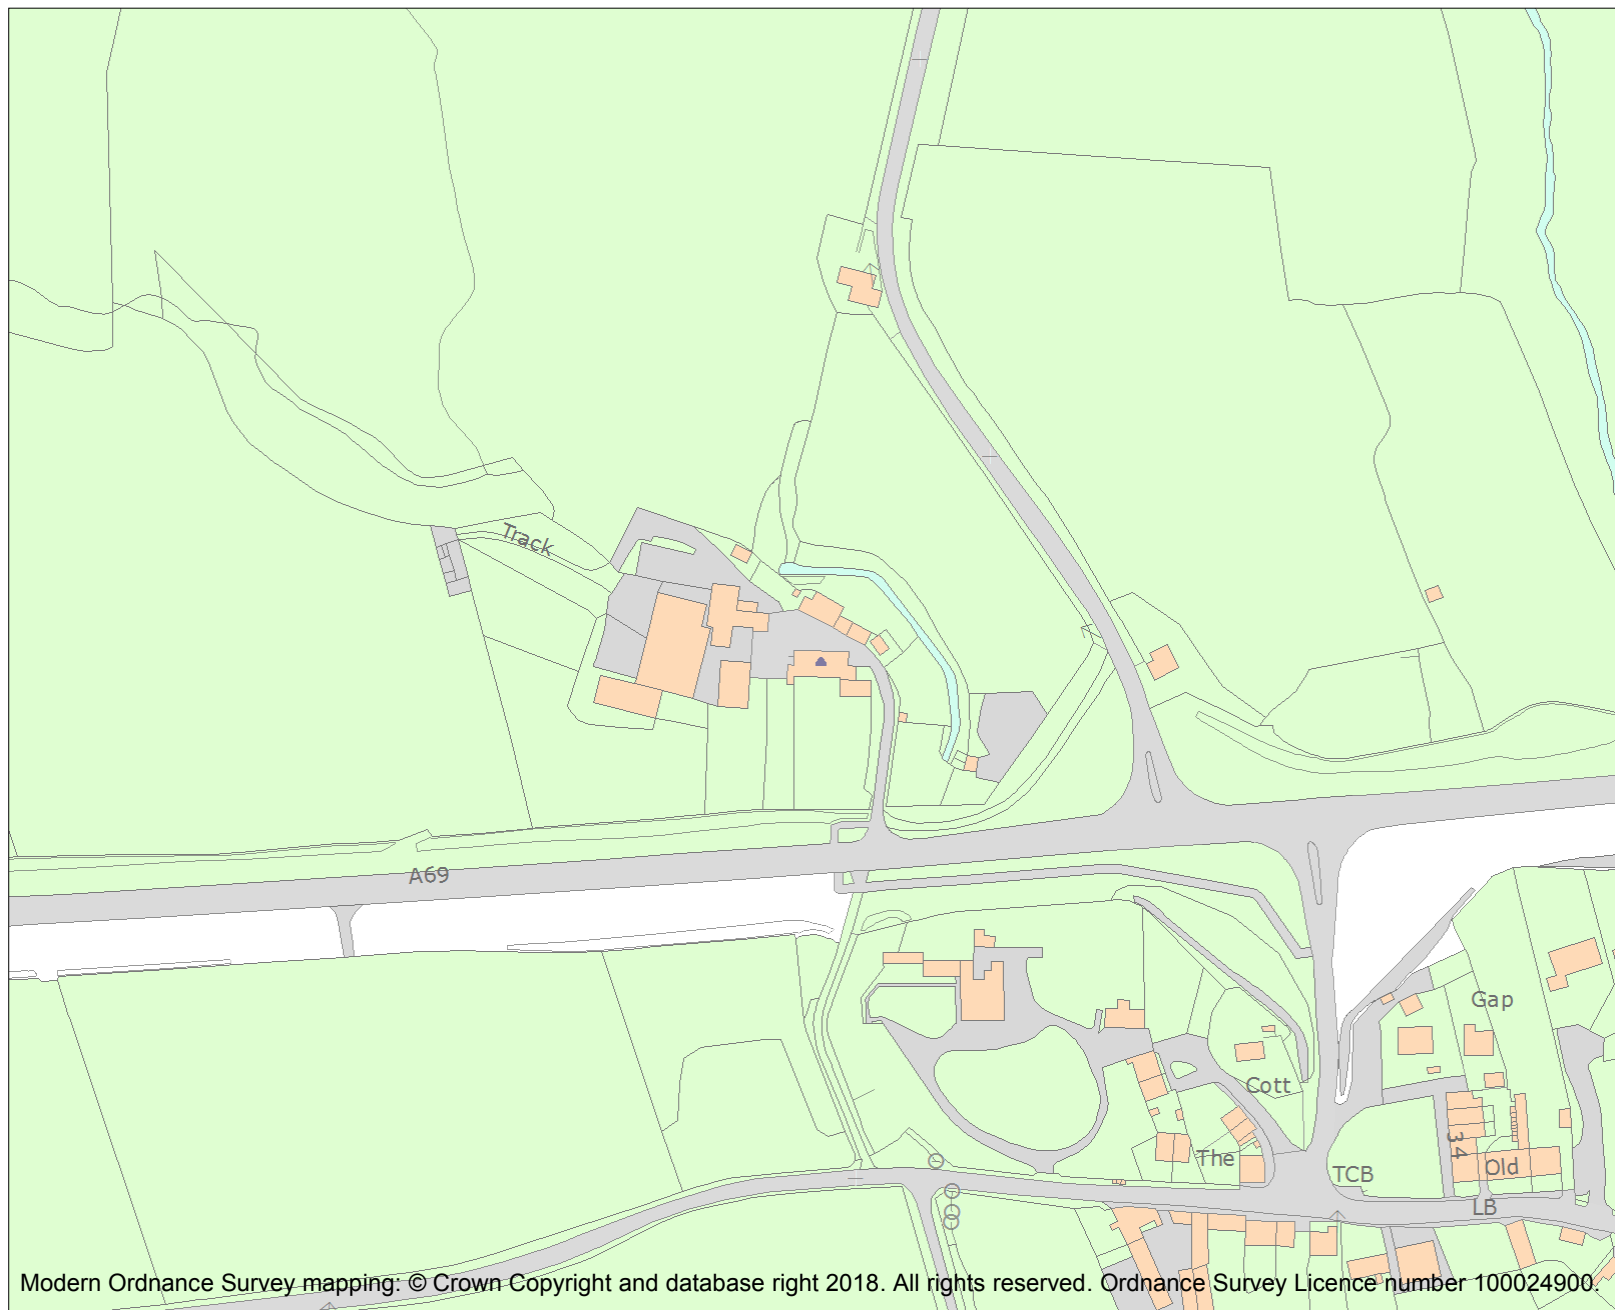 Track
A69
Gap
Cott
34
The
Old
TCB
LB
Modern Ordnance Survey mapping: © Crown Copyright and database right 2018. All rights reserved. Ordnance Survey Licence number 100024900.